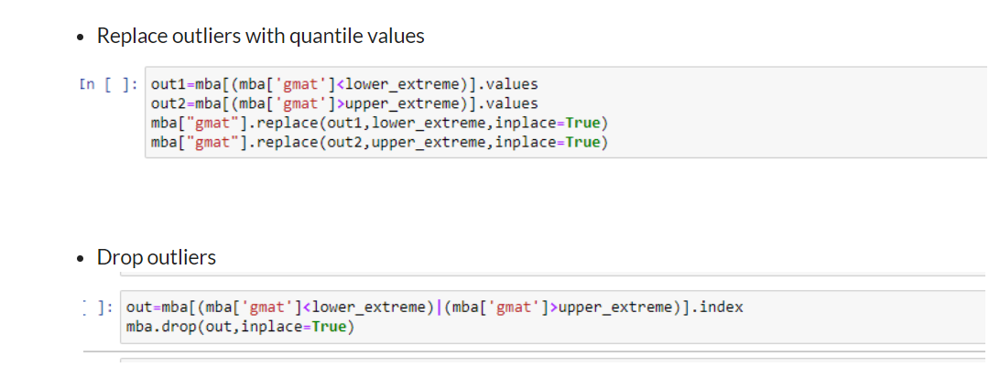 • Replace outliers with quantile values
In [ ]: out1=mba[(mba['gmat']<lower_extreme)].values
out2=mba[(mba['gmat']>upper_extreme)].values
mba["gmat"].replace(out1,lower_extreme,inplace=True)
mba["gmat"].replace(out2,upper_extreme,inplace=True)
• Drop outliers
[ ]: out=mba[(mba['gmat']<lower_extreme)|(mba['gmat']>upper_extreme)].index
mba.drop(out,inplace=True)